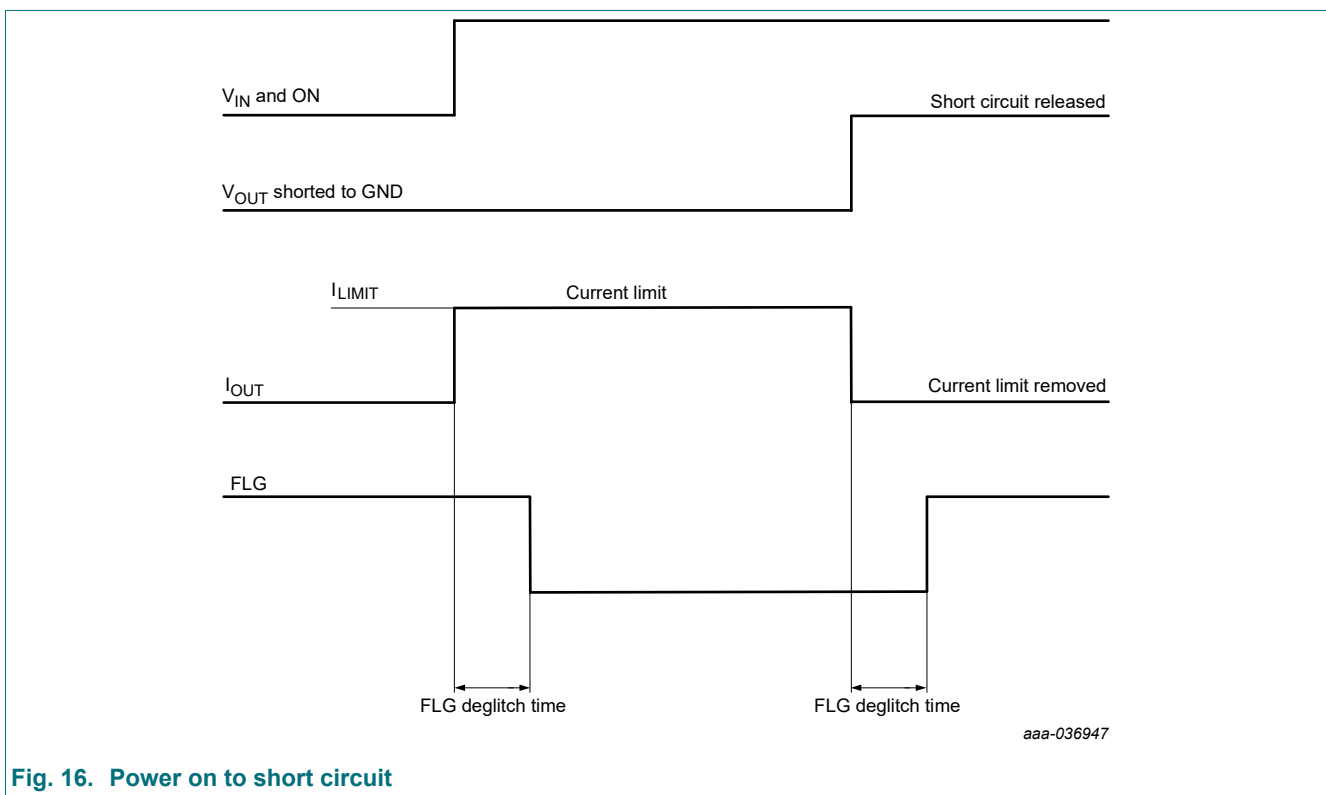 V_IN and ON
Short circuit released
V_OUT shorted to GND
I_LIMIT
Current limit
I_OUT
Current limit removed
FLG
FLG deglitch time
FLG deglitch time
aaa-036947
Fig. 16. Power on to short circuit